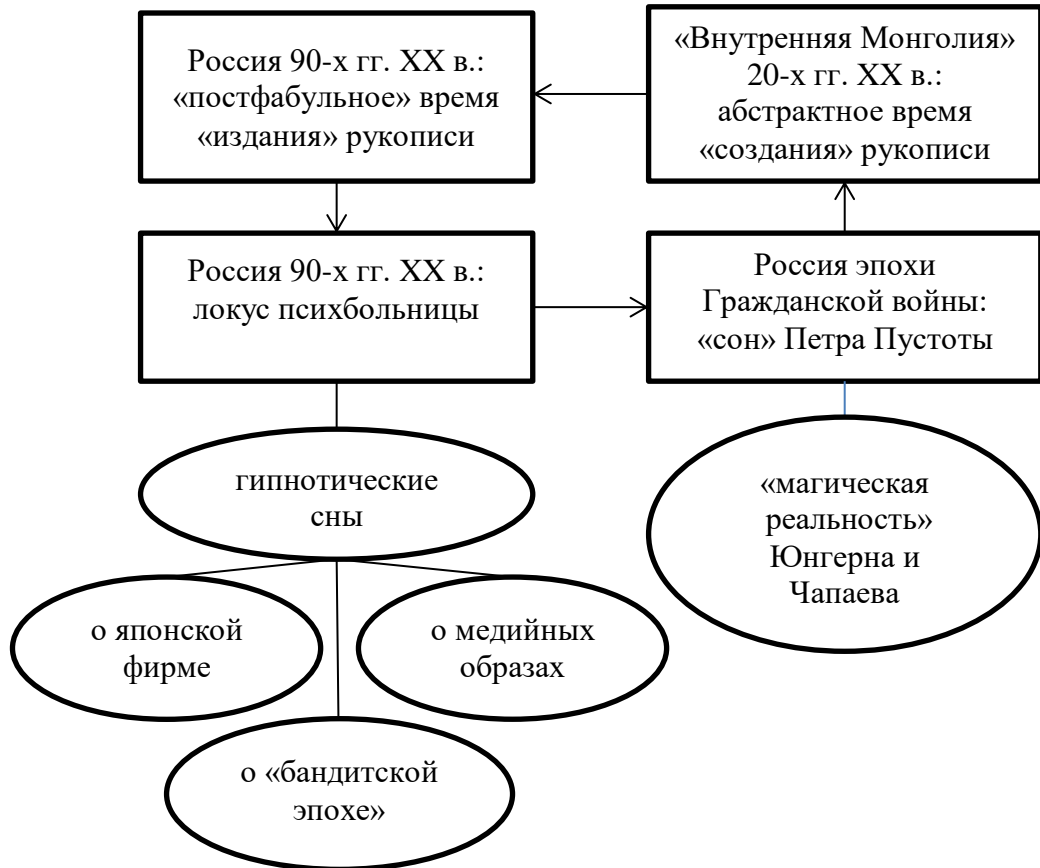 Россия 90-х гг. XX в.:
«постфабульное» время
«издания» рукописи
«Внутренняя Монголия»
20-х гг. XX в.:
абстрактное время
«создания» рукописи
Россия 90-х гг. XX в.:
локус психбольницы
Россия эпохи
Гражданской войны:
«сон» Петра Пустоты
гипнотические
сны
«магическая
реальность»
Юнгерна и
Чапаева
о японской
фирме
о медийных
образах
о «бандитской
эпохе»